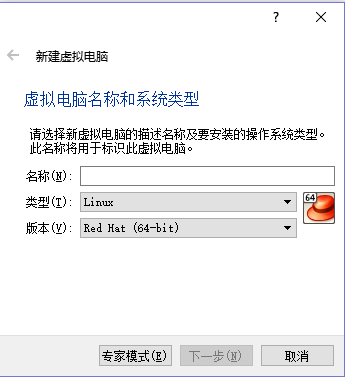 ?
新建虚拟电脑
虚拟电脑名称和系统类型
请选择新虚拟电脑的描述名称及要安装的操作系统类型。
此名称将用于标识此虚拟电脑。
名称(N):
类型(T): Linux
64
版本(V): Red Hat (64-bit)
专家模式(E) 下一步(N) 取消